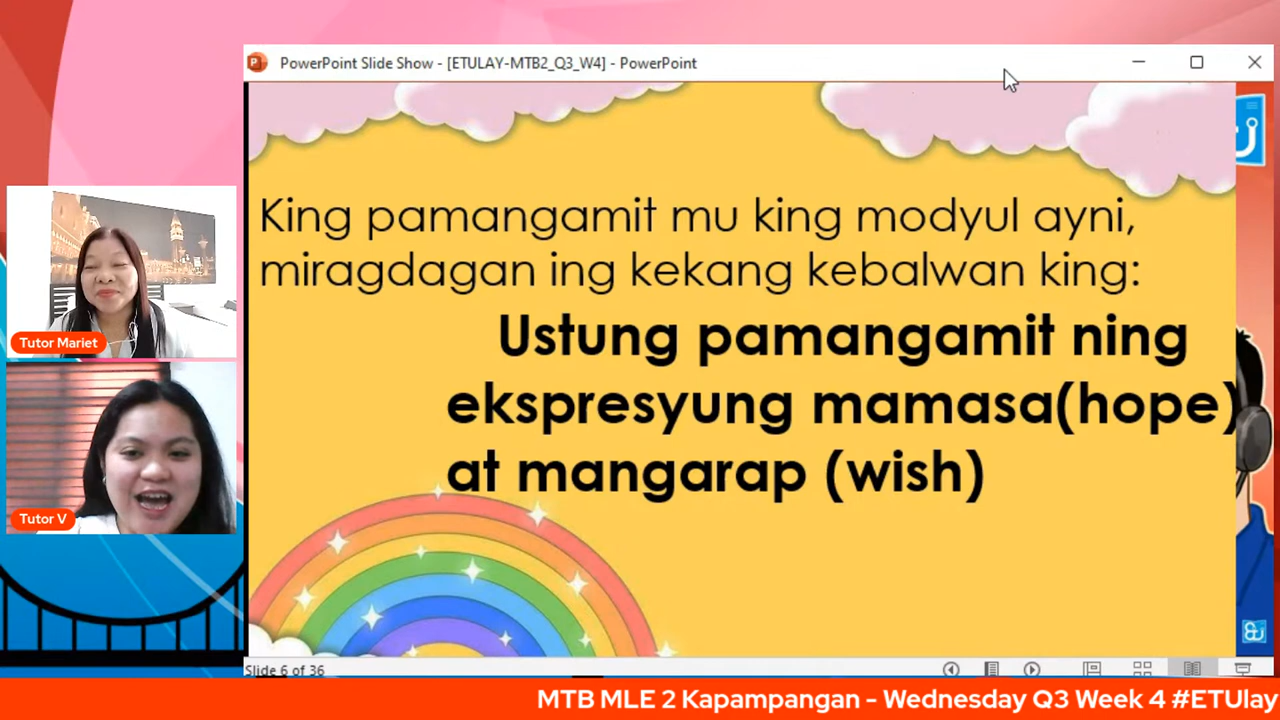 PowerPoint Slide Show - [ETULAY-MTB2_Q3_W4] - PowerPoint
King pamangamit mu king modyul ayni,
miragdagan ing kekang kebalwan king:
Ustung pamangamit ning
ekspresyung mamasa(hope)
at mangarap (wish)
Tutor Mariet
Tutor V
Slide 6 of 36
MTB MLE 2 Kapampangan - Wednesday Q3 Week 4 #ETUlay